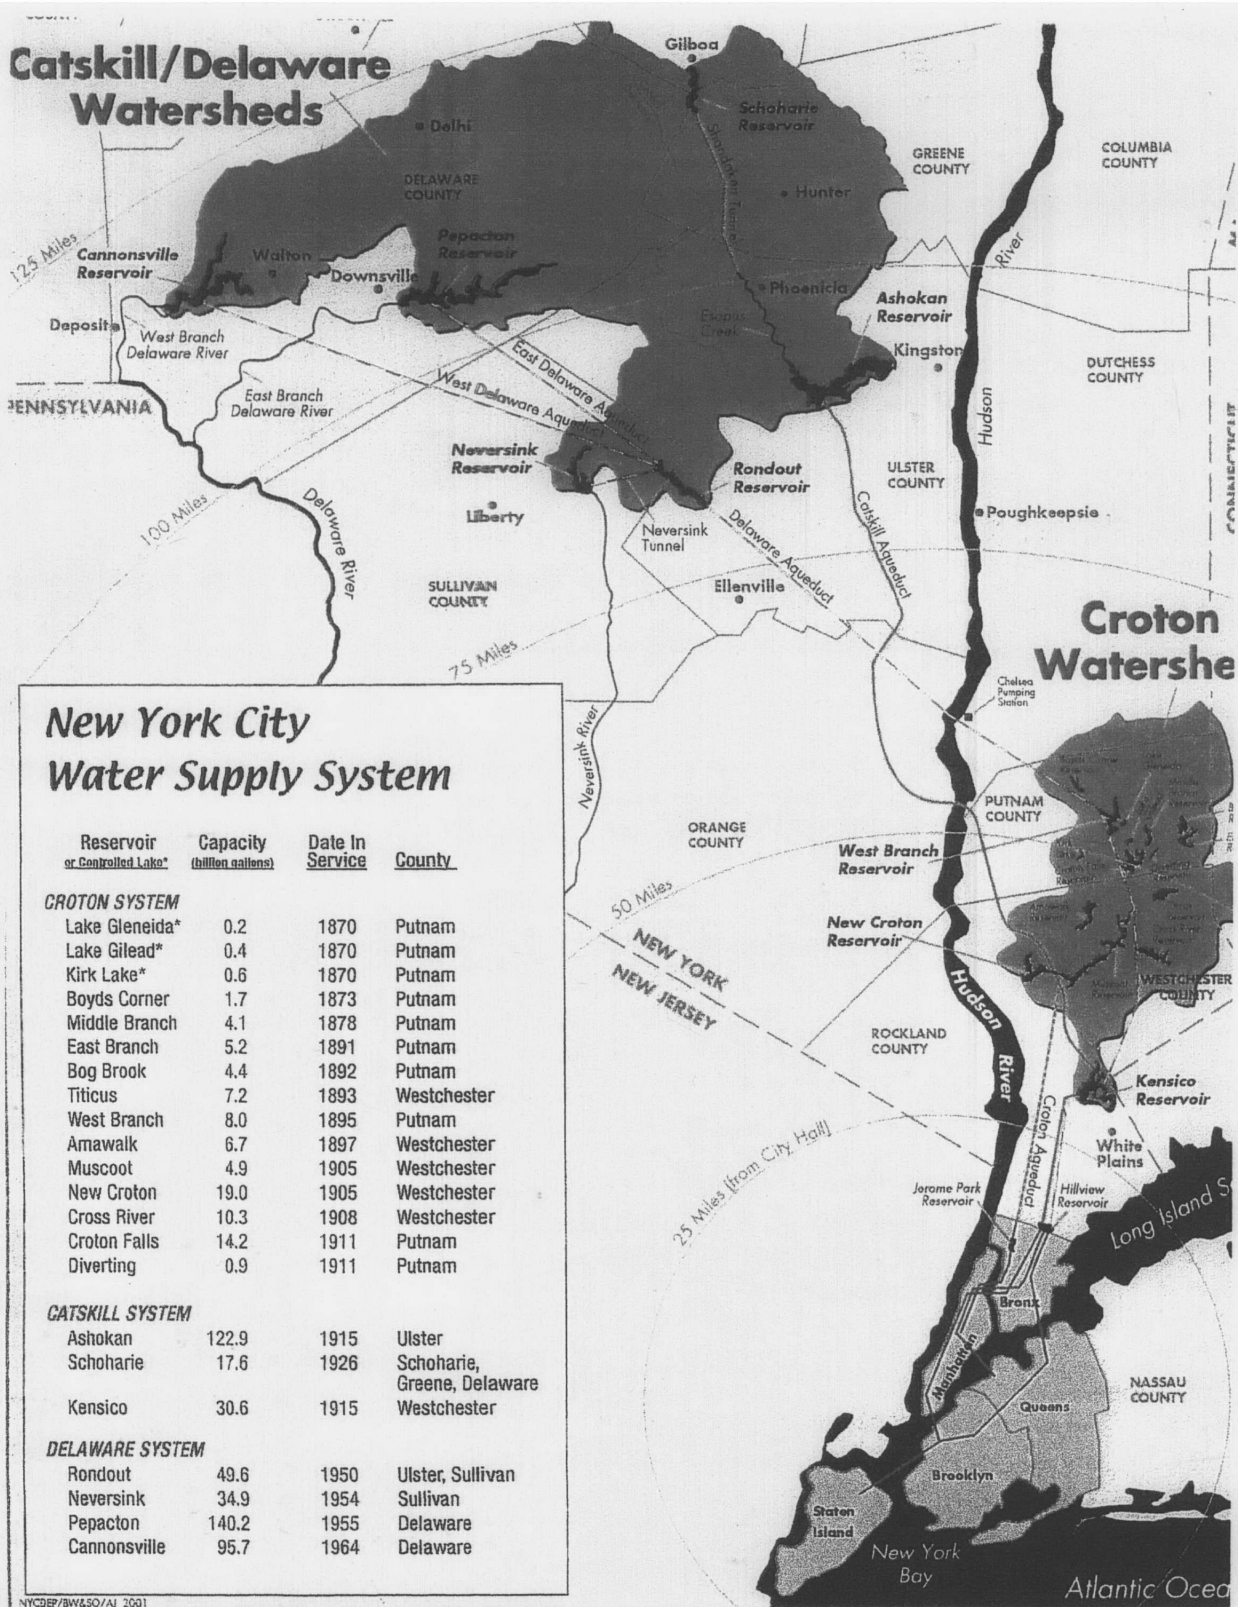 Catskill/Delaware
Watersheds
Gilboa
Schoharie
Reservoir
Shandaken Tunnel
Delhi
DELAWARE
COUNTY
Hunter
GREENE
COUNTY
COLUMBIA
COUNTY
125 Miles
Cannonsville
Reservoir
Walton
Pepacton
Reservoir
Downsville
Phoenicia
Esopus
Creek
Ashokan
Reservoir
River
Deposit
West Branch
Delaware River
Kingston
East Delaware Aqueduct
West Delaware Aqueduct
DUTCHESS
COUNTY
PENNSYLVANIA
East Branch
Delaware River
Hudson
CONNECTICUT
Neversink
Reservoir
Rondout
Reservoir
ULSTER
COUNTY
100 Miles
Delaware River
Liberty
Neversink
Tunnel
Delaware Aqueduct
Catskill Aqueduct
Poughkeepsie
SULLIVAN
COUNTY
Ellenville
75 Miles
Croton
Watershe
Chelsea
Pumping
Station
New York City
Water Supply System
Reservoir Capacity Date In
or Controlled Lake* (billion gallons) Service County
CROTON SYSTEM
Lake Gleneida* 0.2 1870 Putnam
Lake Gilead* 0.4 1870 Putnam
Kirk Lake* 0.6 1870 Putnam
Boyds Corner 1.7 1873 Putnam
Middle Branch 4.1 1878 Putnam
East Branch 5.2 1891 Putnam
Bog Brook 4.4 1892 Putnam
Titicus 7.2 1893 Westchester
West Branch 8.0 1895 Putnam
Amawalk 6.7 1897 Westchester
Muscoot 4.9 1905 Westchester
New Croton 19.0 1905 Westchester
Cross River 10.3 1908 Westchester
Croton Falls 14.2 1911 Putnam
Diverting 0.9 1911 Putnam
CATSKILL SYSTEM
Ashokan 122.9 1915 Ulster
Schoharie 17.6 1926 Schoharie,
Greene, Delaware
Kensico 30.6 1915 Westchester
DELAWARE SYSTEM
Rondout 49.6 1950 Ulster, Sullivan
Neversink 34.9 1954 Sullivan
Pepacton 140.2 1955 Delaware
Cannonsville 95.7 1964 Delaware
NYCDEP/BW&SO/AJ 2001
Neversink River
ORANGE
COUNTY
PUTNAM
COUNTY
West Branch
Reservoir
50 Miles
New Croton
Reservoir
NEW YORK
NEW JERSEY
Hudson
River
WESTCHESTER
COUNTY
ROCKLAND
COUNTY
Kensico
Reservoir
Croton Aqueduct
White
Plains
25 Miles (from City Hall)
Jerome Park
Reservoir
Hillview
Reservoir
Long Island S
Bronx
Manhattan
Queens
NASSAU
COUNTY
Brooklyn
Staten
Island
New York
Bay
Atlantic Ocea